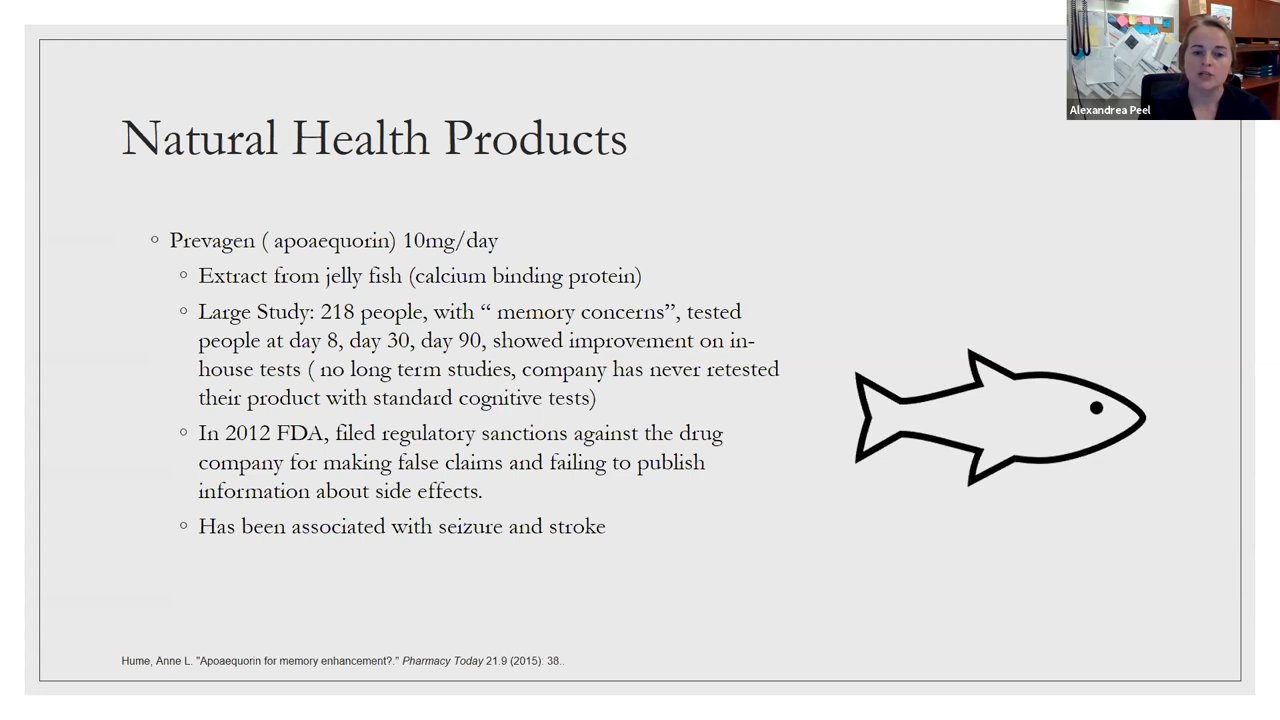 Alexandrea Peel
Natural Health Products
Prevagen ( apoaequorin) 10mg/day
Extract from jelly fish (calcium binding protein)
Large Study: 218 people, with “ memory concerns”, tested
people at day 8, day 30, day 90, showed improvement on in-
house tests ( no long term studies, company has never retested
their product with standard cognitive tests)
In 2012 FDA, filed regulatory sanctions against the drug
company for making false claims and failing to publish
information about side effects.
Has been associated with seizure and stroke
Hume, Anne L. "Apoaequorin for memory enhancement?." Pharmacy Today 21.9 (2015): 38..